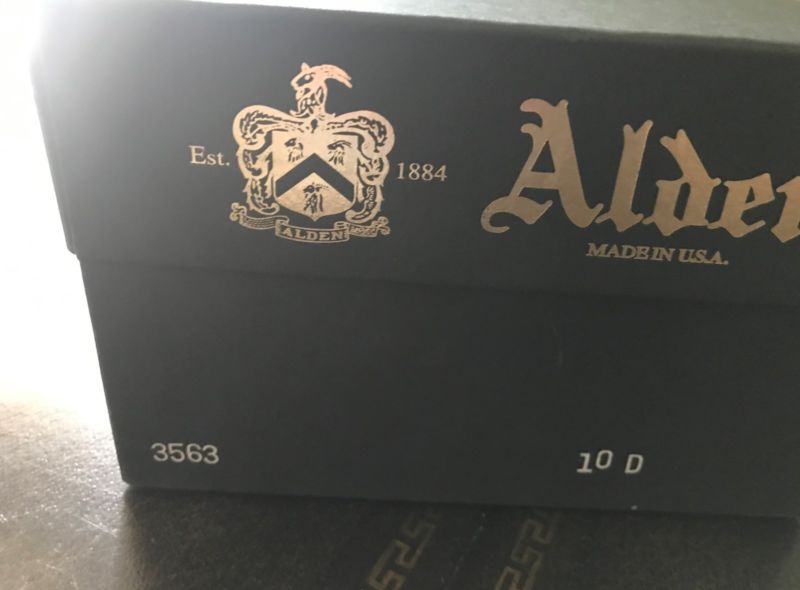 Est. 1884
ALDEN
Alden
MADE IN U.S.A.
3563
10 D